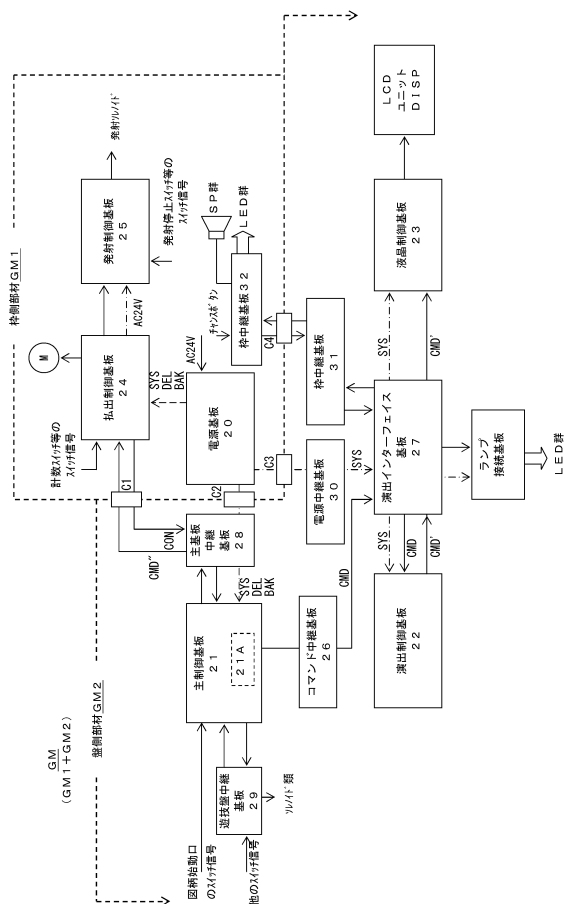 GM
(GM1+GM2)
枠側部材GM1
盤側部材GM2
計数スイッチ等の
スイッチ信号
M
払出制御基板
24
AC24V
発射制御基板
25
発射ソレノイド
発射停止スイッチ等の
スイッチ信号
SYS
DEL
BAK
電源基板
20
AC24V
チャンスボタン
枠中継基板32
SP群
LED群
C1
C2
C3
C4
CMD"
CON
主基板
中継
基板
28
SYS
DEL
BAK
主制御基板
21
21A
図柄始動口
のスイッチ信号
遊技盤中継
基板
29
他のスイッチ信号
ソレノイド類
コマンド中継基板
26
CMD
電源中継基板
30
SYS
枠中継基板
31
演出制御基板
22
SYS
CMD
CMD'
演出インターフェイス
基板
27
SYS
CMD'
液晶制御基板
23
LCD
ユニット
DISP
ランプ
接続基板
LED群